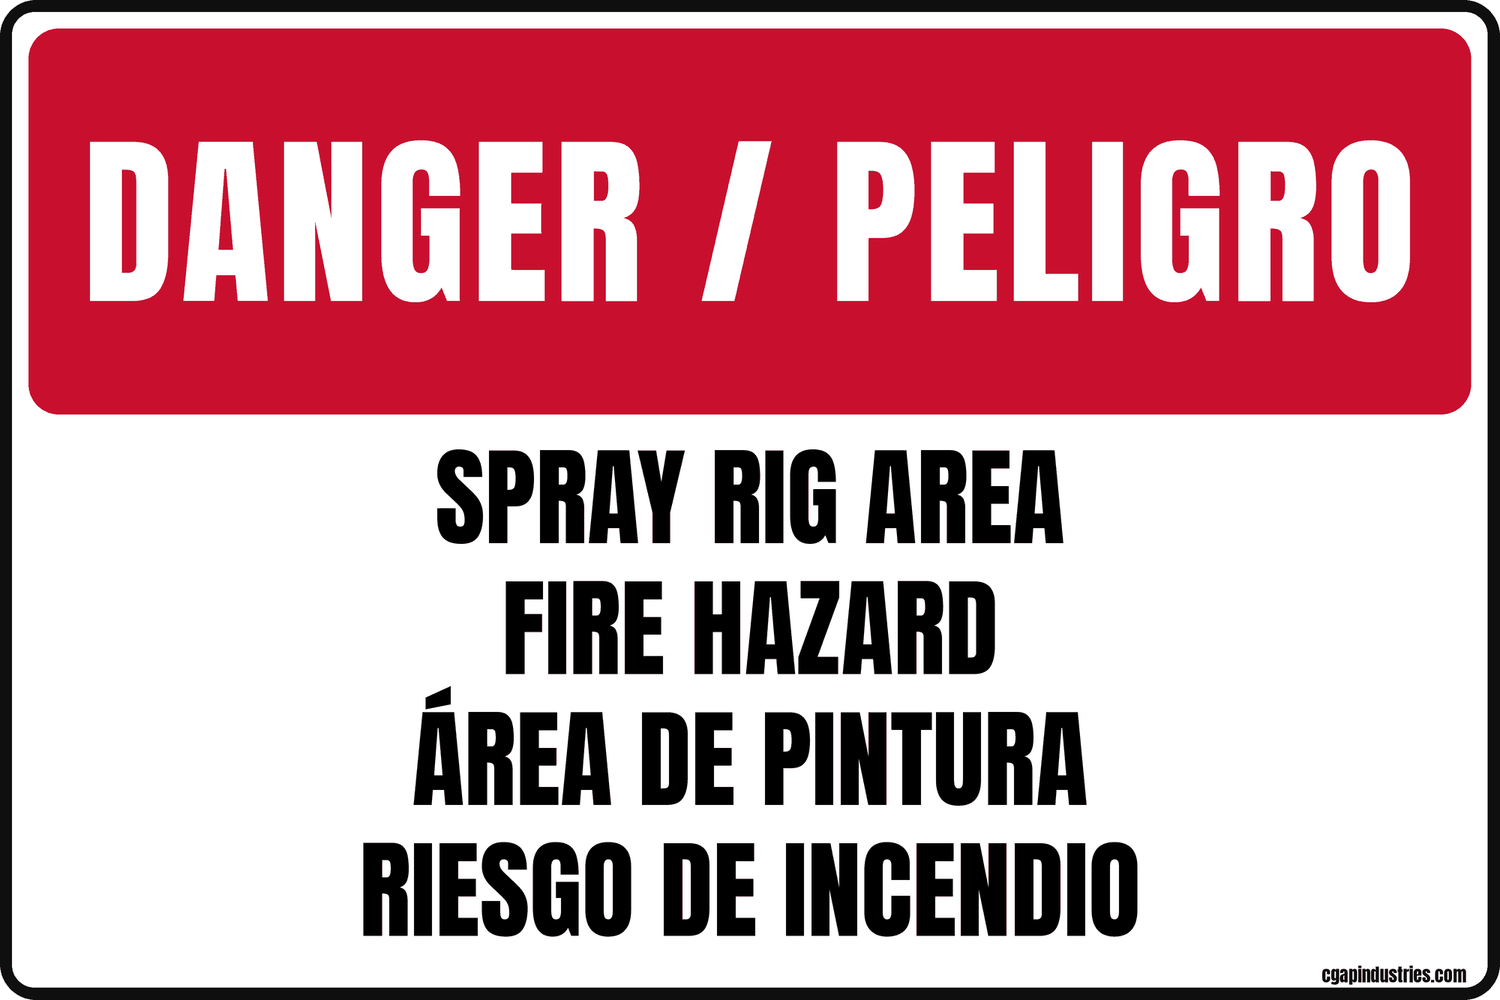 DANGER / PELIGRO
SPRAY RIG AREA
FIRE HAZARD
ÁREA DE PINTURA
RIESGO DE INCENDIO
cgapindustries.com